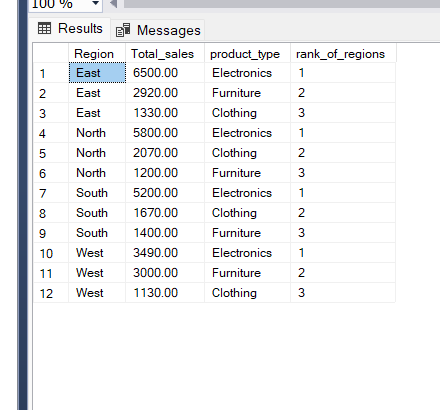 100 %
Results Messages
Region Total_sales product_type rank_of_regions
1 East 6500.00 Electronics 1
2 East 2920.00 Furniture 2
3 East 1330.00 Clothing 3
4 North 5800.00 Electronics 1
5 North 2070.00 Clothing 2
6 North 1200.00 Furniture 3
7 South 5200.00 Electronics 1
8 South 1670.00 Clothing 2
9 South 1400.00 Furniture 3
10 West 3490.00 Electronics 1
11 West 3000.00 Furniture 2
12 West 1130.00 Clothing 3